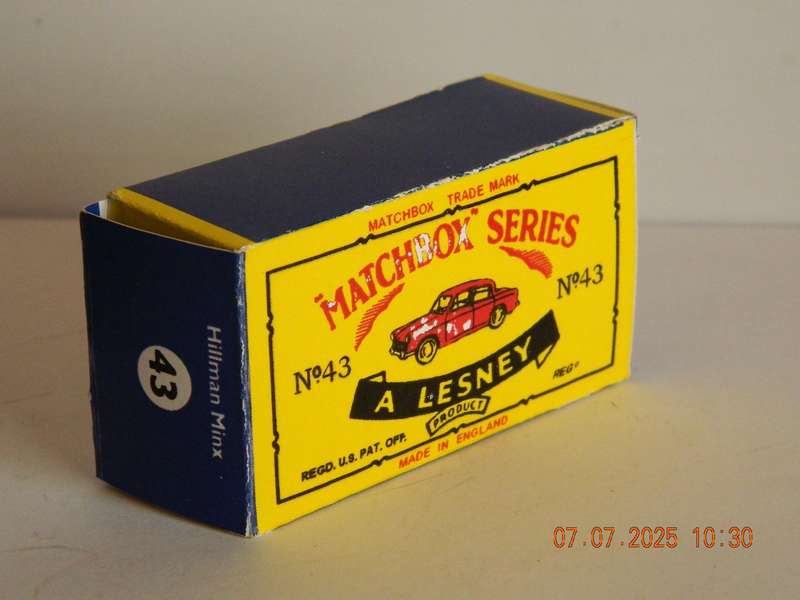 MATCHBOX TRADE MARK
"MATCHBOX" SERIES
Nº43
Nº43
A LESNEY
PRODUCT
REGᴰ
REGD. U.S. PAT. OFF.
MADE IN ENGLAND
43
Hillman Minx
07.07.2025 10:30